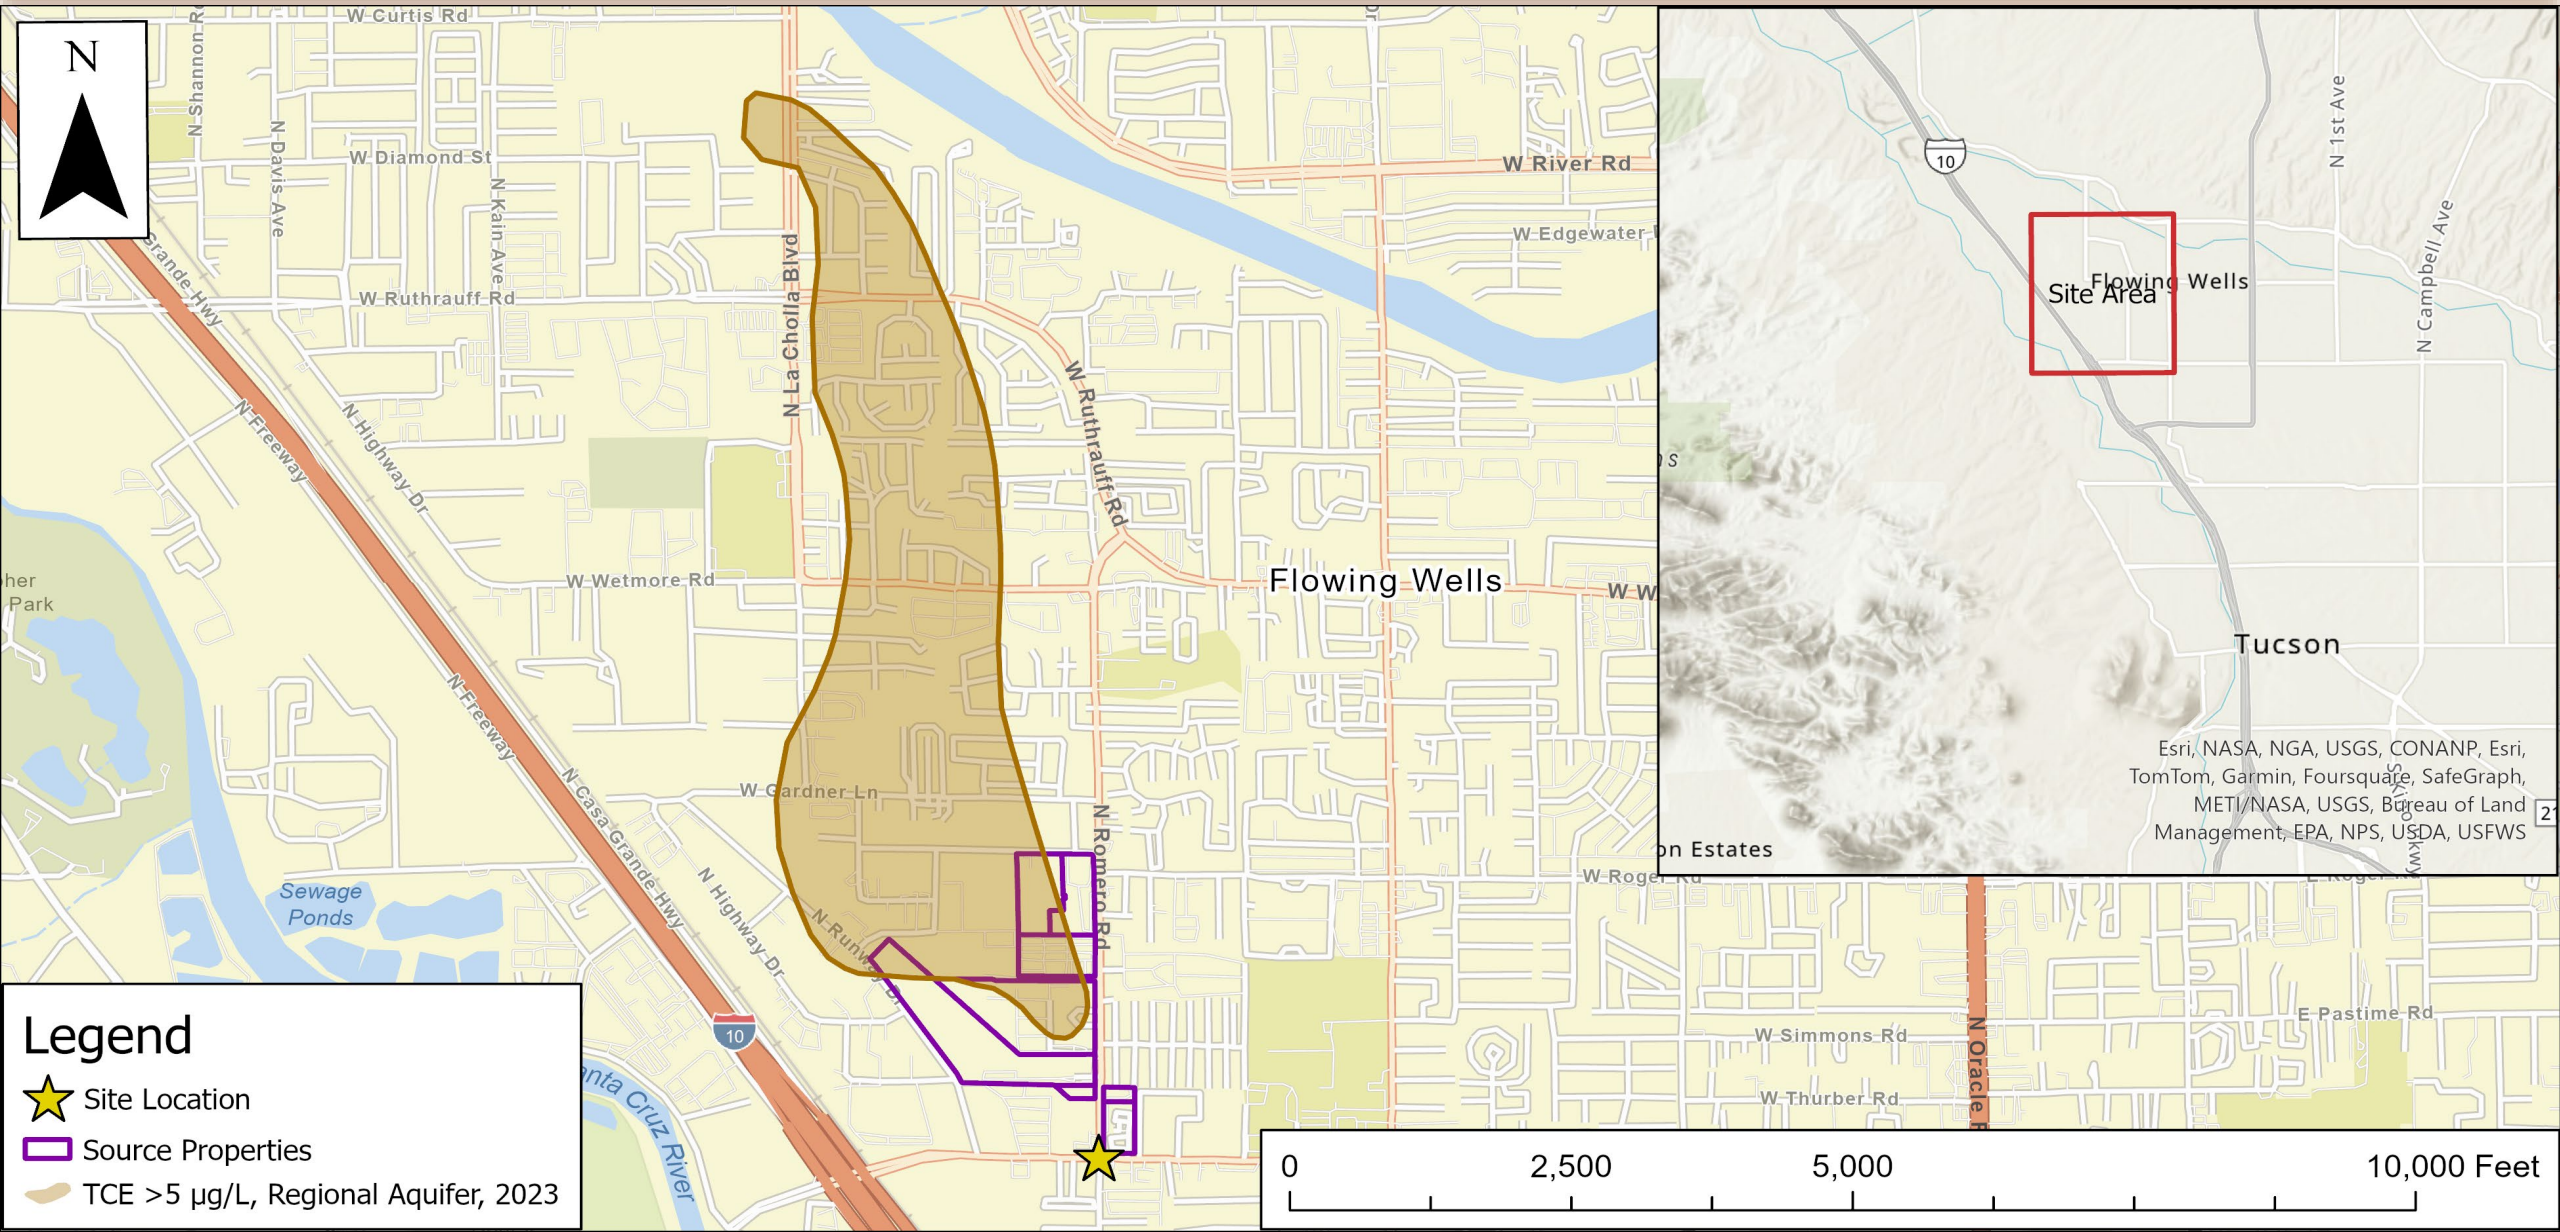 N
W Curtis Rd
N Shannon
N Davis Ave
W Diamond St
N Kain Ave
Grande Hwy
W Ruthrauff Rd
N La Cholla Blvd
W River Rd
W Edgewater
N Freeway
N Highway Dr
W Ruthrauff Rd
Park
W Wetmore Rd
Flowing Wells
N Freeway
N Casa Grande Hwy
W Gardner Ln
N Romero Rd
Sewage
Ponds
N Highway Dr
N Runway Dr
W Roger Rd
10
W Simmons Rd
E Pastime Rd
N Oracle
W Thurber Rd
anta Cruz River
10
N 1st Ave
N Campbell Ave
Flowing Wells
Site Area
Tucson
on Estates
Esri, NASA, NGA, USGS, CONANP, Esri,
TomTom, Garmin, Foursquare, SafeGraph,
METI/NASA, USGS, Bureau of Land
Management, EPA, NPS, USDA, USFWS
Legend
Site Location
Source Properties
TCE >5 µg/L, Regional Aquifer, 2023
0 2,500 5,000 10,000 Feet